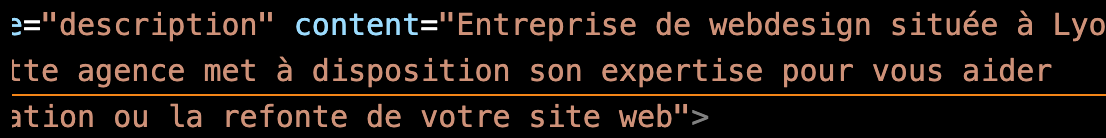 e="description" content="Entreprise de webdesign située à Lyo
tte agence met à disposition son expertise pour vous aider
ation ou la refonte de votre site web">